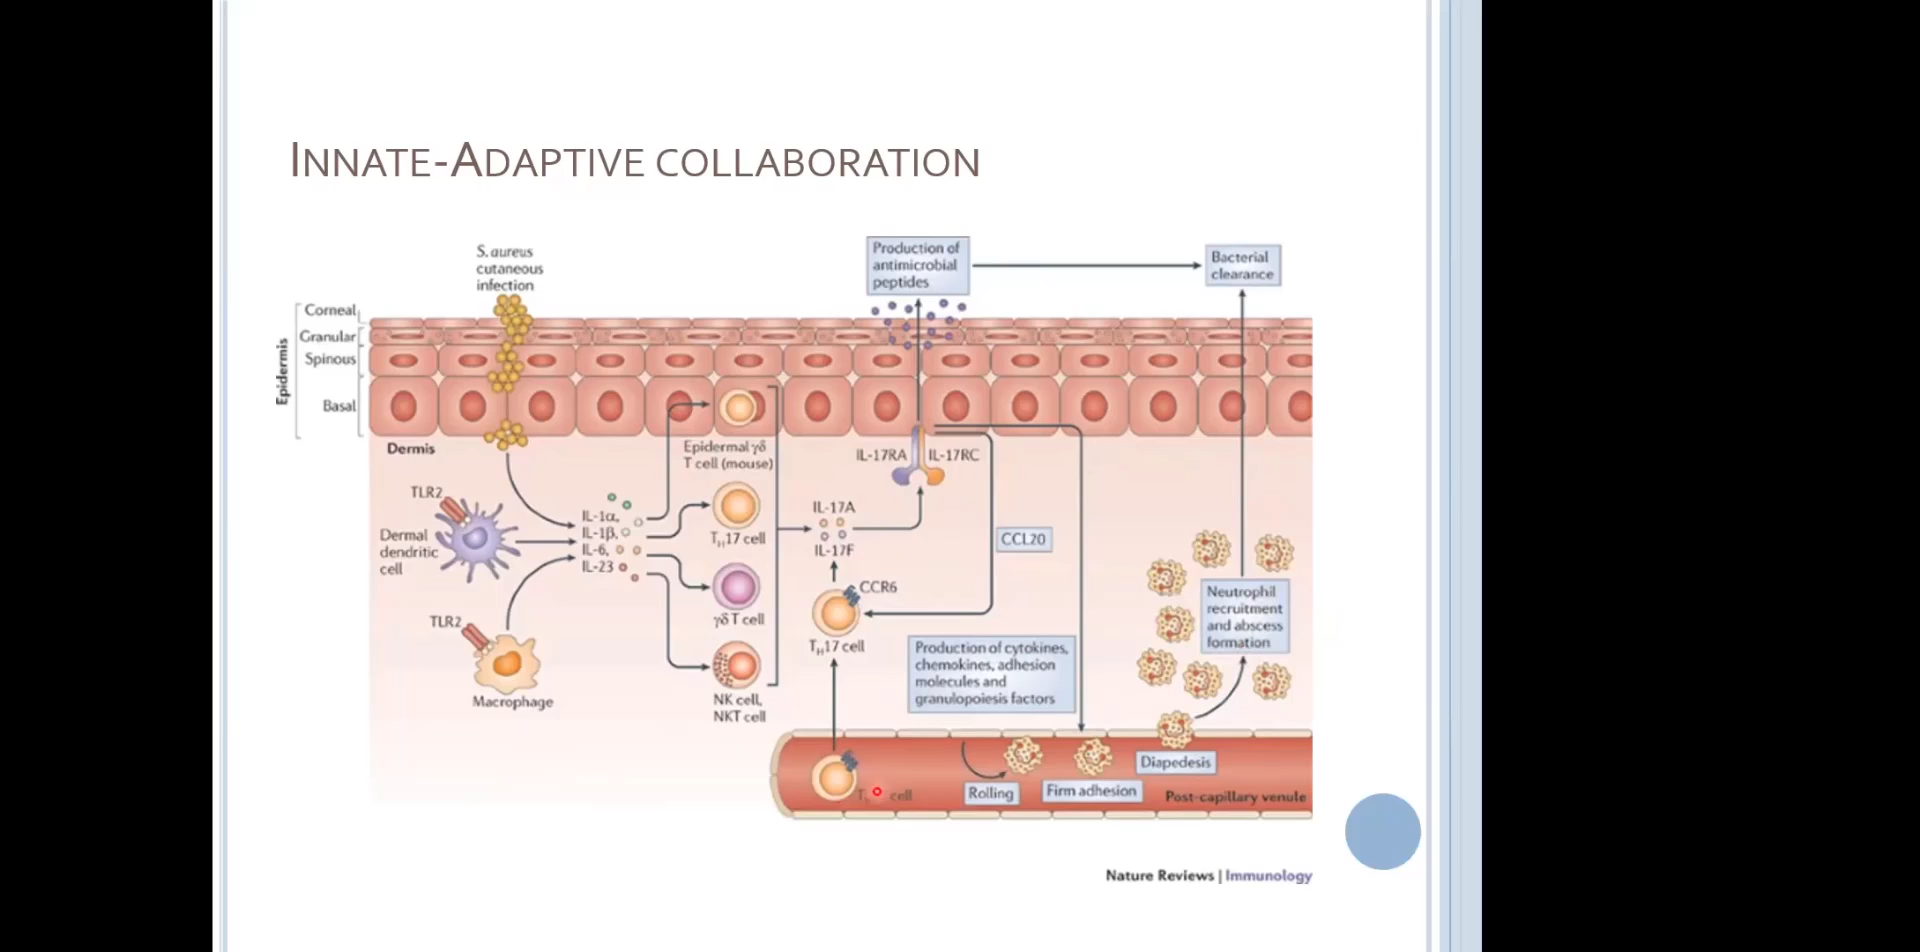 INNATE-ADAPTIVE COLLABORATION
S. aureus
cutaneous
infection
Production of
antimicrobial
peptides
Bacterial
clearance
Epidermis
Corneal
Granular
Spinous
Basal
Dermis
Epidermal γδ
T cell (mouse)
IL-17RA
IL-17RC
TLR2
Dermal
dendritic
cell
IL-1α,
IL-1β,
IL-6,
IL-23
TH17 cell
IL-17A
IL-17F
CCL20
CCR6
γδ T cell
TLR2
Macrophage
NK cell,
NKT cell
TH17 cell
Production of cytokines,
chemokines, adhesion
molecules and
granulopoiesis factors
Neutrophil
recruitment
and abscess
formation
cell
Rolling
Firm adhesion
Diapedesis
Post-capillary venule
Nature Reviews | Immunology